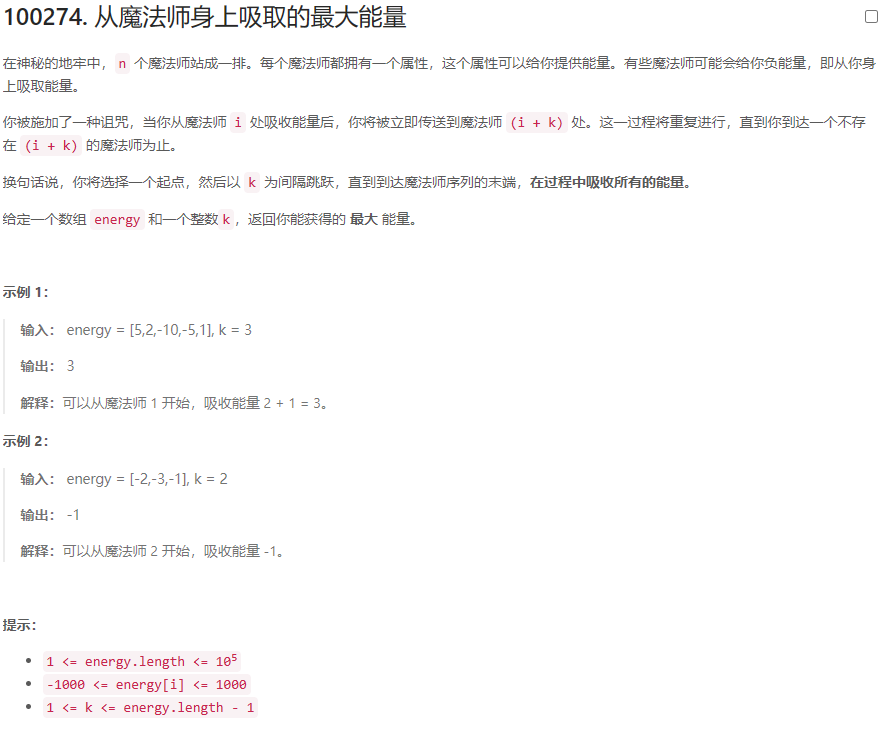 100274. 从魔法师身上吸取的最大能量
在神秘的地牢中，n 个魔法师站成一排。每个魔法师都拥有一个属性，这个属性可以给你提供能量。有些魔法师可能会给你负能量，即从你身
上吸取能量。
你被施加了一种诅咒，当你从魔法师 i 处吸收能量后，你将被立即传送到魔法师 (i + k) 处。这一过程将重复进行，直到你到达一个不存
在 (i + k) 的魔法师为止。
换句话说，你将选择一个起点，然后以 k 为间隔跳跃，直到到达魔法师序列的末端，在过程中吸收所有的能量。
给定一个数组 energy 和一个整数k，返回你能获得的 最大 能量。
示例 1：
输入： energy = [5,2,-10,-5,1], k = 3
输出： 3
解释：可以从魔法师 1 开始，吸收能量 2 + 1 = 3。
示例 2：
输入： energy = [-2,-3,-1], k = 2
输出： -1
解释：可以从魔法师 2 开始，吸收能量 -1。
提示：
• 1 <= energy.length <= 10⁵
• -1000 <= energy[i] <= 1000
• 1 <= k <= energy.length - 1